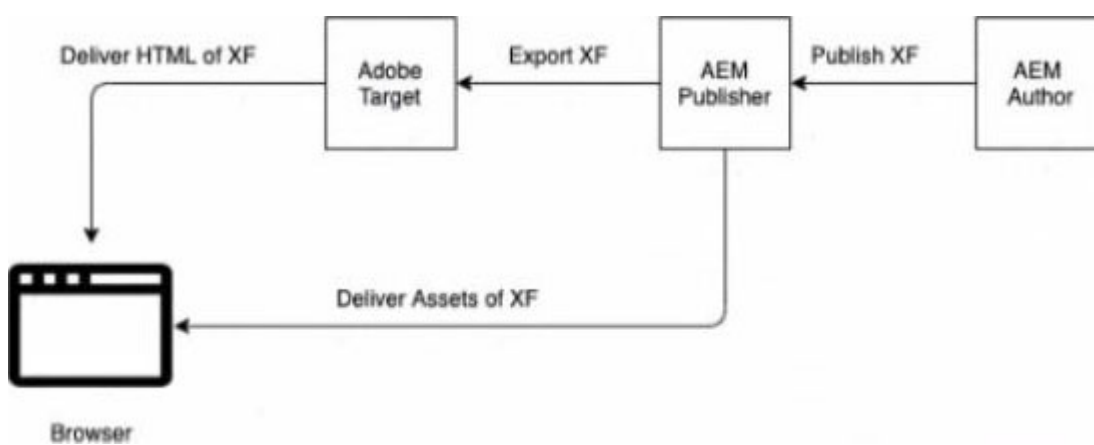 Deliver HTML of XF
Adobe
Target
Export XF
AEM
Publisher
Publish XF
AEM
Author
Deliver Assets of XF
Browser